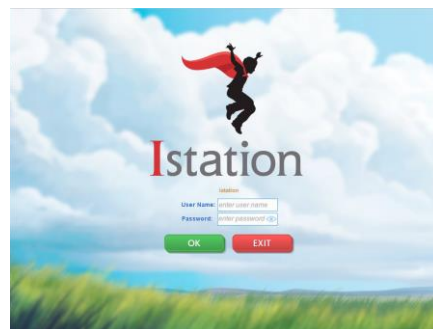 Istation
istation
User Name: enter user name
Password: enter password
OK EXIT